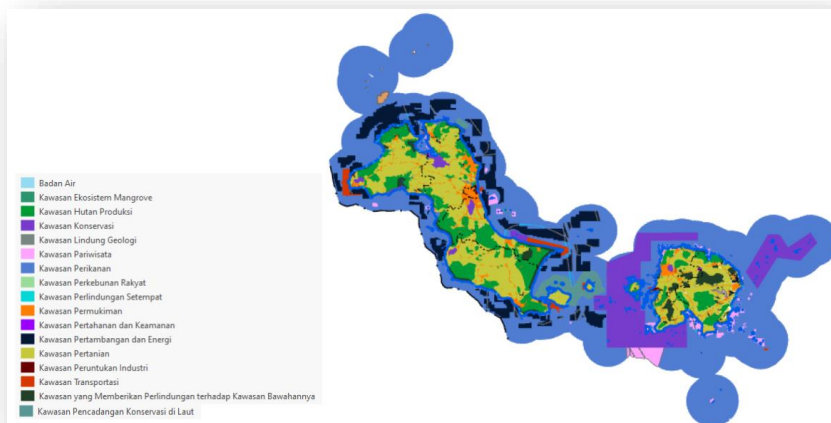 Badan Air
Kawasan Ekosistem Mangrove
Kawasan Hutan Produksi
Kawasan Konservasi
Kawasan Lindung Geologi
Kawasan Pariwisata
Kawasan Perikanan
Kawasan Perkebunan Rakyat
Kawasan Perlindungan Setempat
Kawasan Permukiman
Kawasan Pertahanan dan Keamanan
Kawasan Pertambangan dan Energi
Kawasan Pertanian
Kawasan Peruntukan Industri
Kawasan Transportasi
Kawasan yang Memberikan Perlindungan terhadap Kawasan Bawahannya
Kawasan Pencadangan Konservasi di Laut